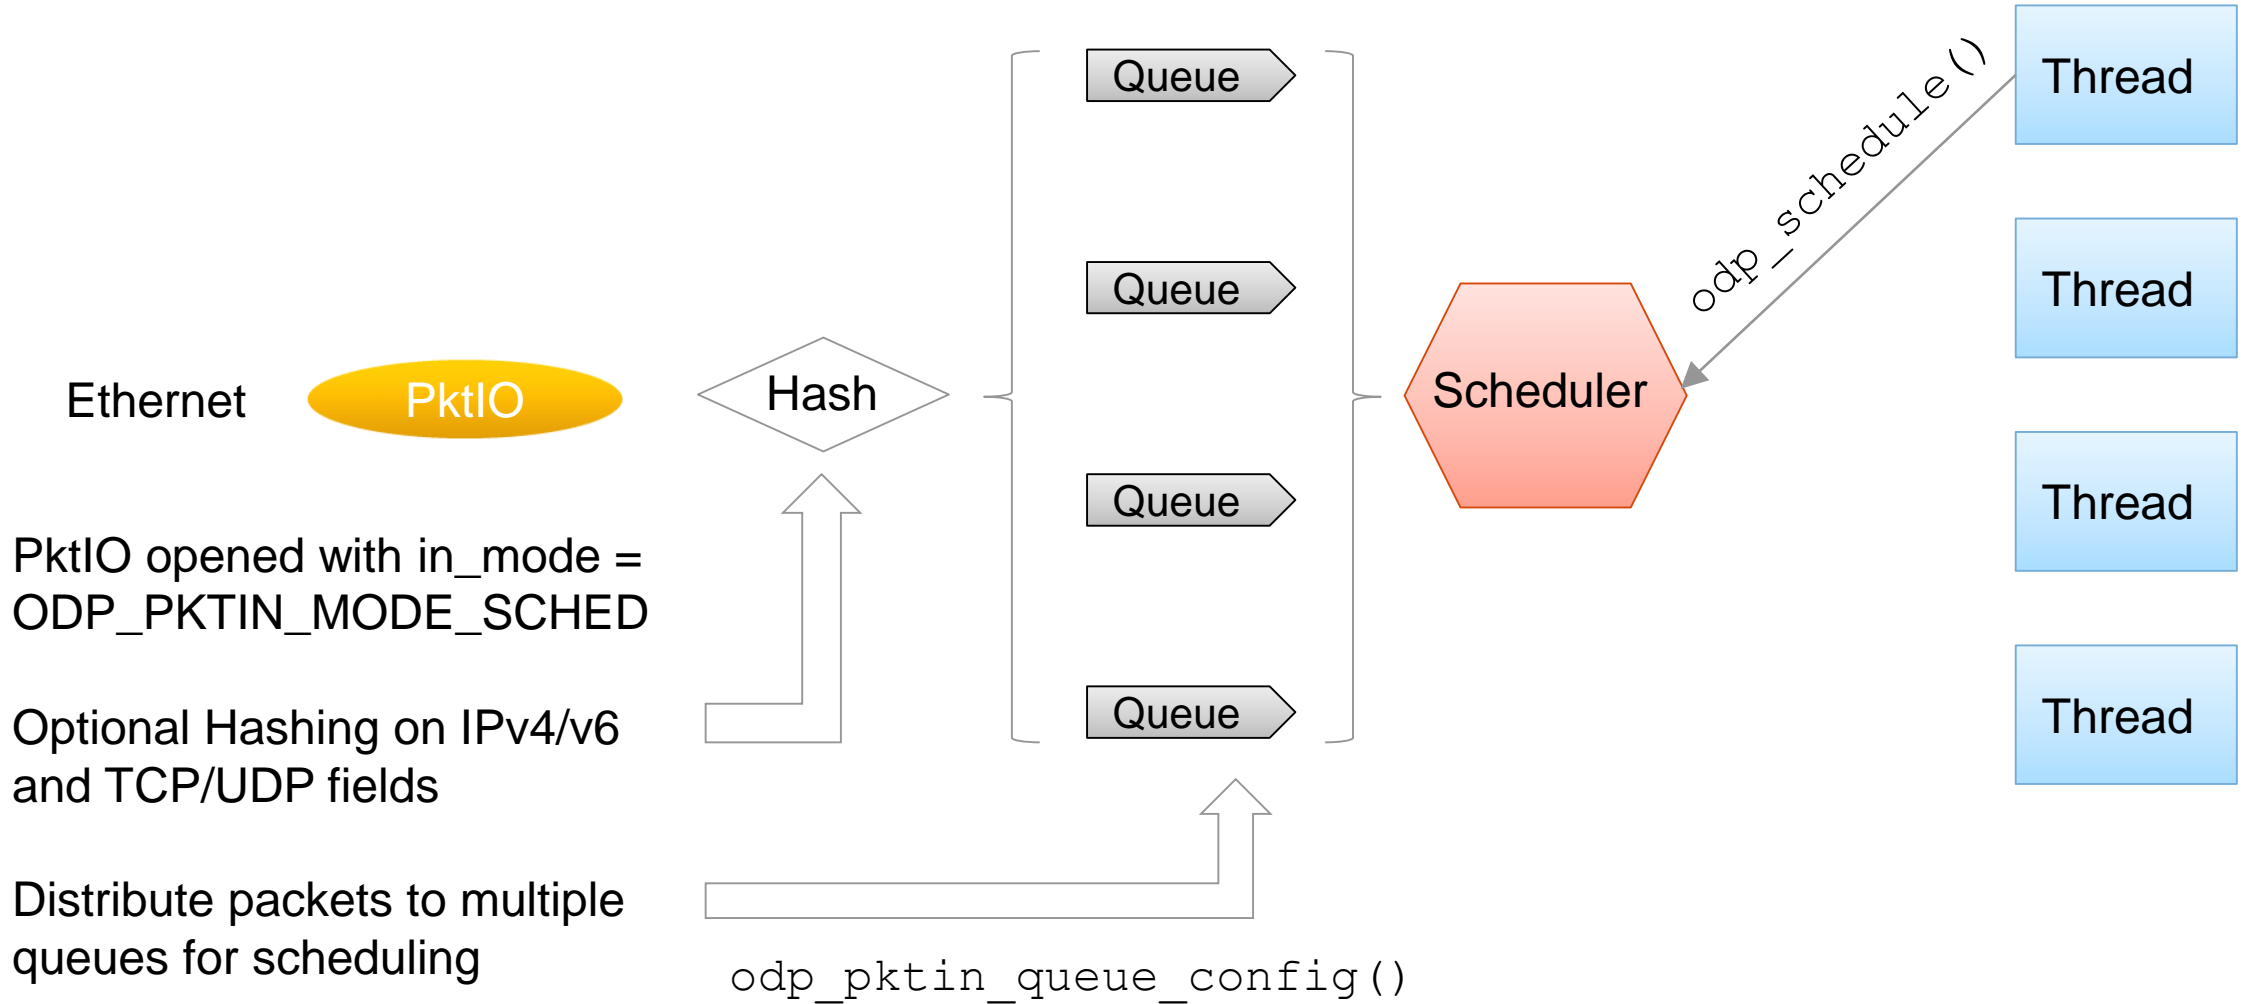 Ethernet
PktIO
Hash
Queue
Queue
Queue
Queue
Scheduler
odp_schedule()
Thread
Thread
Thread
Thread
PktIO opened with in_mode =
ODP_PKTIN_MODE_SCHED
Optional Hashing on IPv4/v6
and TCP/UDP fields
Distribute packets to multiple
queues for scheduling
odp_pktin_queue_config()